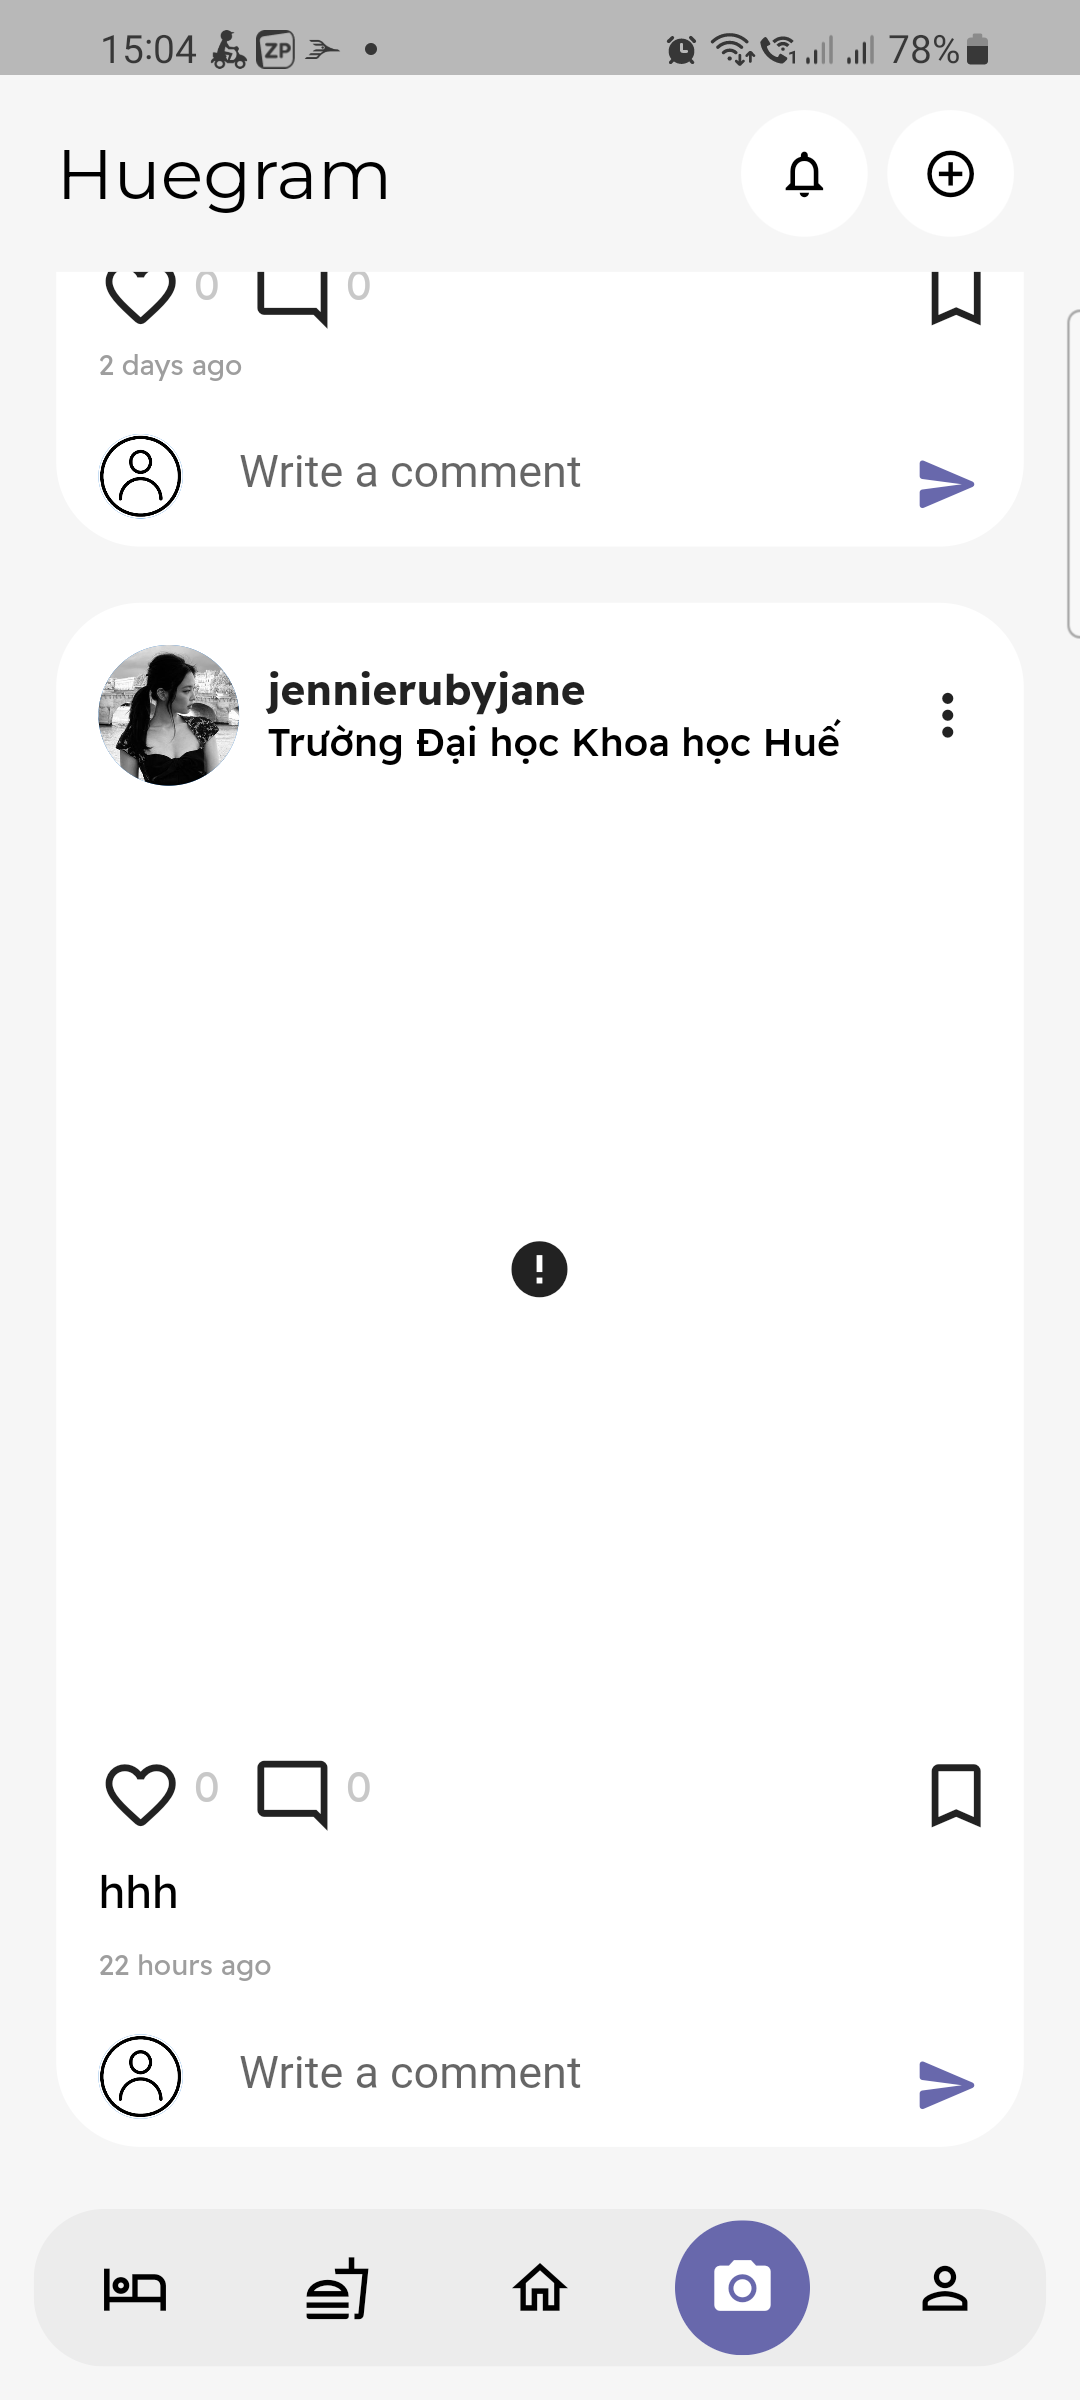 15:04 ZP 78%
Huegram
0 0
2 days ago
Write a comment
jennierubyjane
Trường Đại học Khoa học Huế
0 0
hhh
22 hours ago
Write a comment